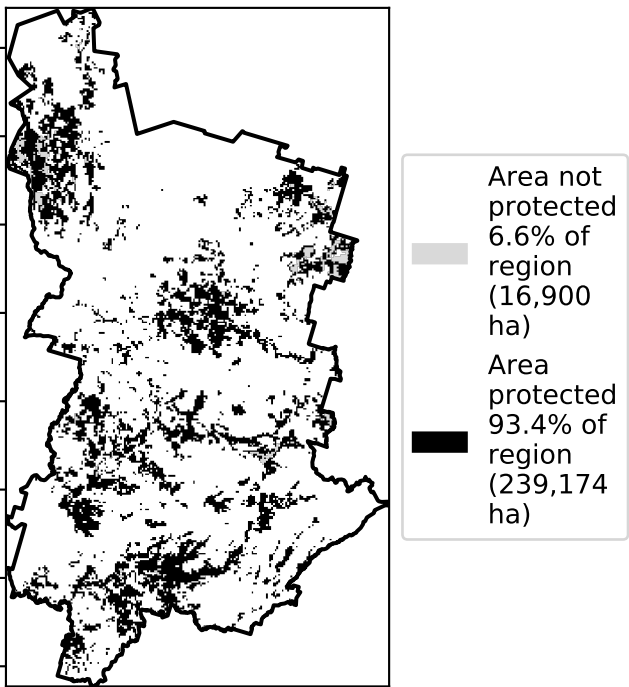 Area not
protected
6.6% of
region
(16,900
ha)
Area
protected
93.4% of
region
(239,174
ha)